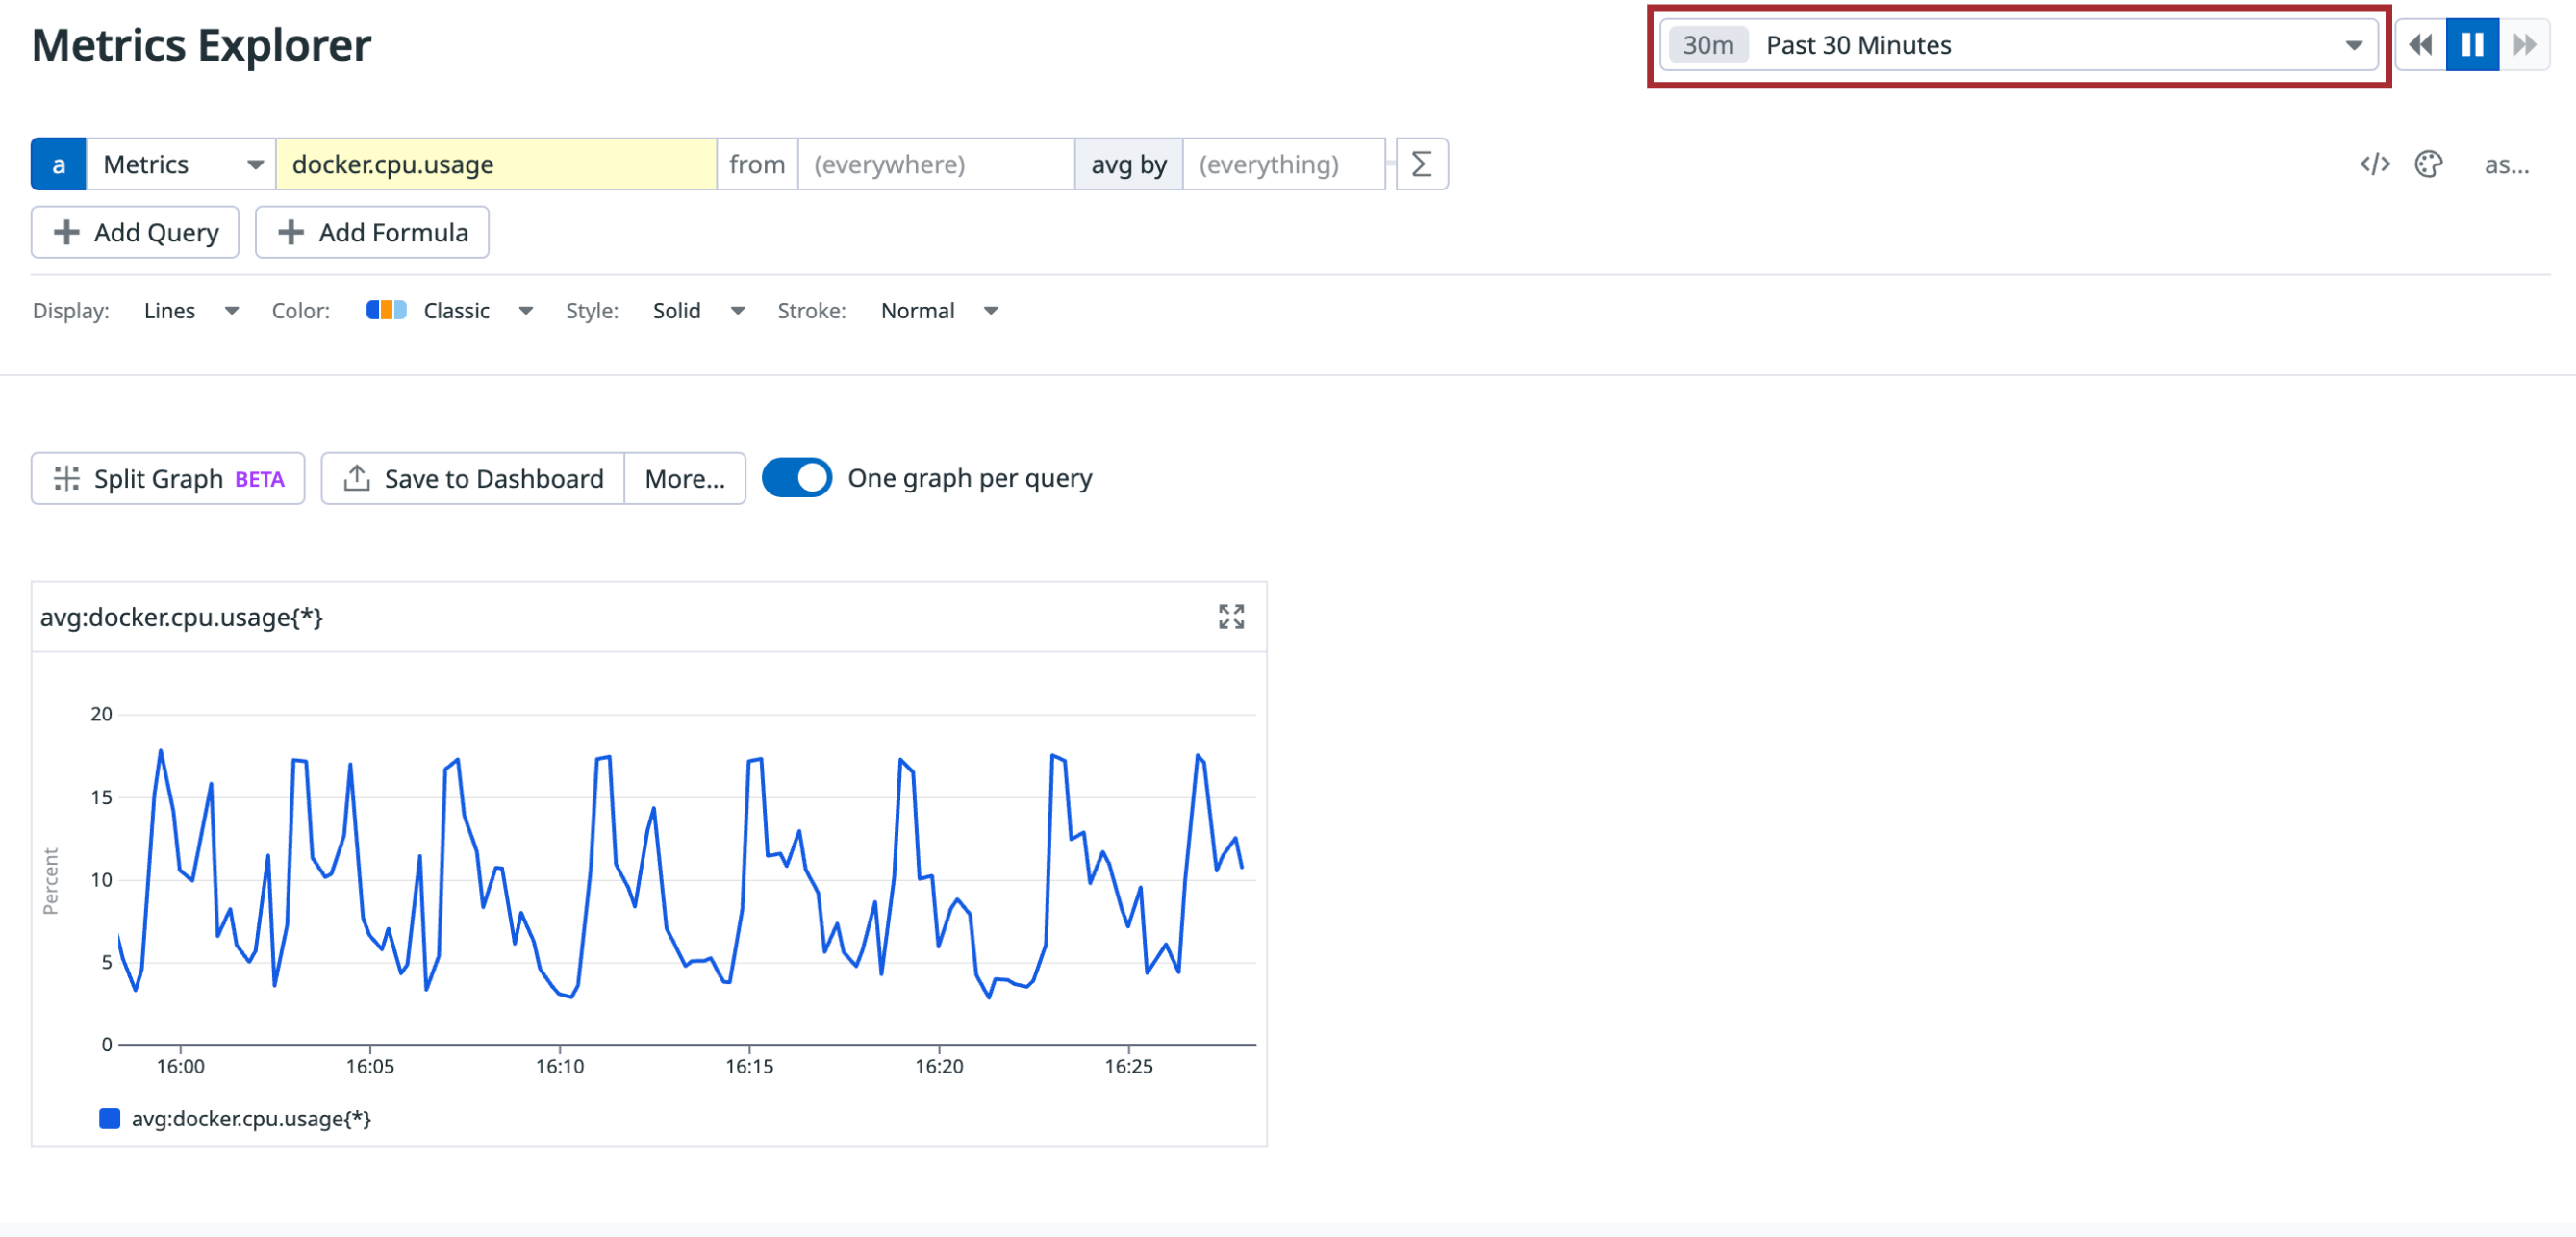 Metrics Explorer
30m Past 30 Minutes
a Metrics docker.cpu.usage from (everywhere) avg by (everything) Σ </> as...
+ Add Query + Add Formula
Display: Lines Color: Classic Style: Solid Stroke: Normal
Split Graph BETA Save to Dashboard More... One graph per query
avg:docker.cpu.usage{*}
20
15
10
5
0
Percent
16:00 16:05 16:10 16:15 16:20 16:25
avg:docker.cpu.usage{*}